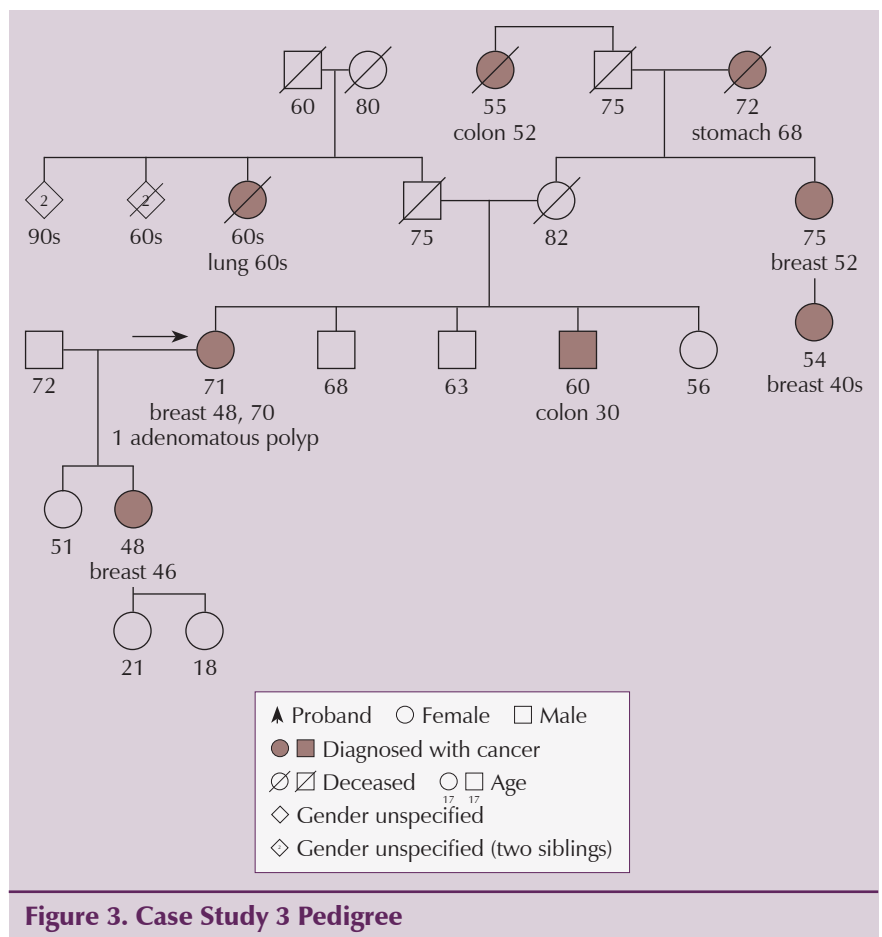 60 80 55 75 72
colon 52 stomach 68
2 2
90s 60s 60s 75 82 75
lung 60s breast 52
72 71 68 63 60 56 54
breast 48, 70 colon 30 breast 40s
1 adenomatous polyp
51 48
breast 46
21 18
Proband Female Male
Diagnosed with cancer
Deceased Age
17 17
Gender unspecified
2 Gender unspecified (two siblings)
Figure 3. Case Study 3 Pedigree